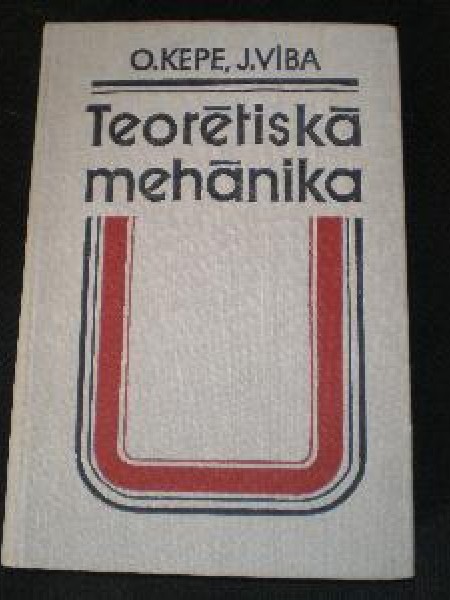 O.KEPE, J.VĪBA
Teorētiskā
mehānika